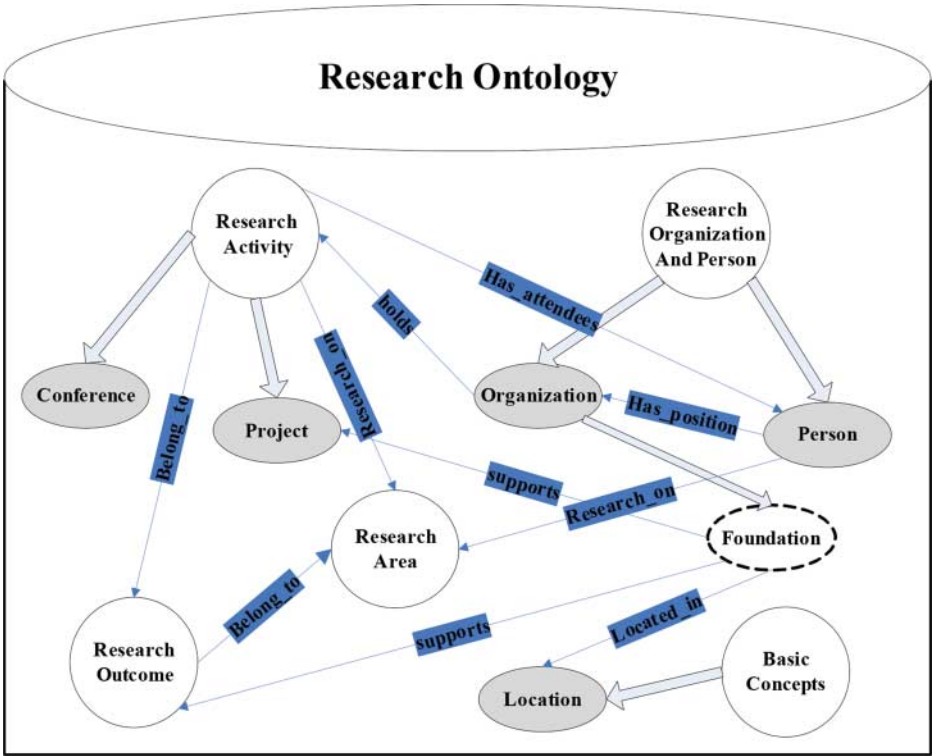 Research Ontology
Research
Activity
Research
Organization
And Person
Has_attendees
holds
Research_on
Conference
Organization
Has_position
Project
Person
Belong_to
supports
Research_on
Foundation
Research
Area
Belong_to
Located_in
supports
Research
Outcome
Basic
Concepts
Location